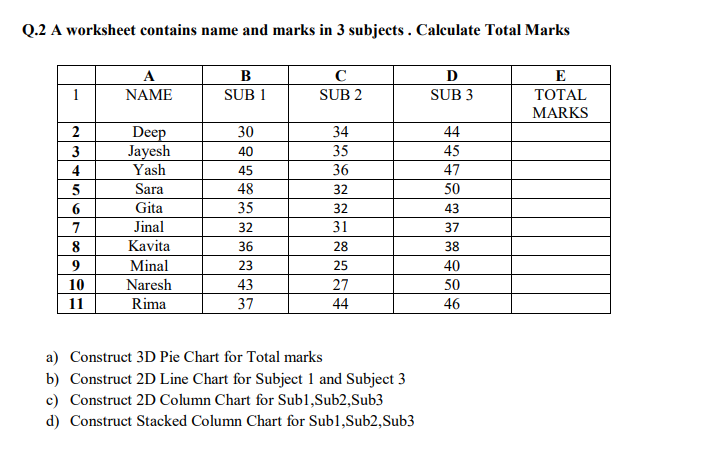 Q.2 A worksheet contains name and marks in 3 subjects . Calculate Total Marks
A B C D E
1 NAME SUB 1 SUB 2 SUB 3 TOTAL
MARKS
2 Deep 30 34 44
3 Jayesh 40 35 45
4 Yash 45 36 47
5 Sara 48 32 50
6 Gita 35 32 43
7 Jinal 32 31 37
8 Kavita 36 28 38
9 Minal 23 25 40
10 Naresh 43 27 50
11 Rima 37 44 46
a) Construct 3D Pie Chart for Total marks
b) Construct 2D Line Chart for Subject 1 and Subject 3
c) Construct 2D Column Chart for Sub1,Sub2,Sub3
d) Construct Stacked Column Chart for Sub1,Sub2,Sub3